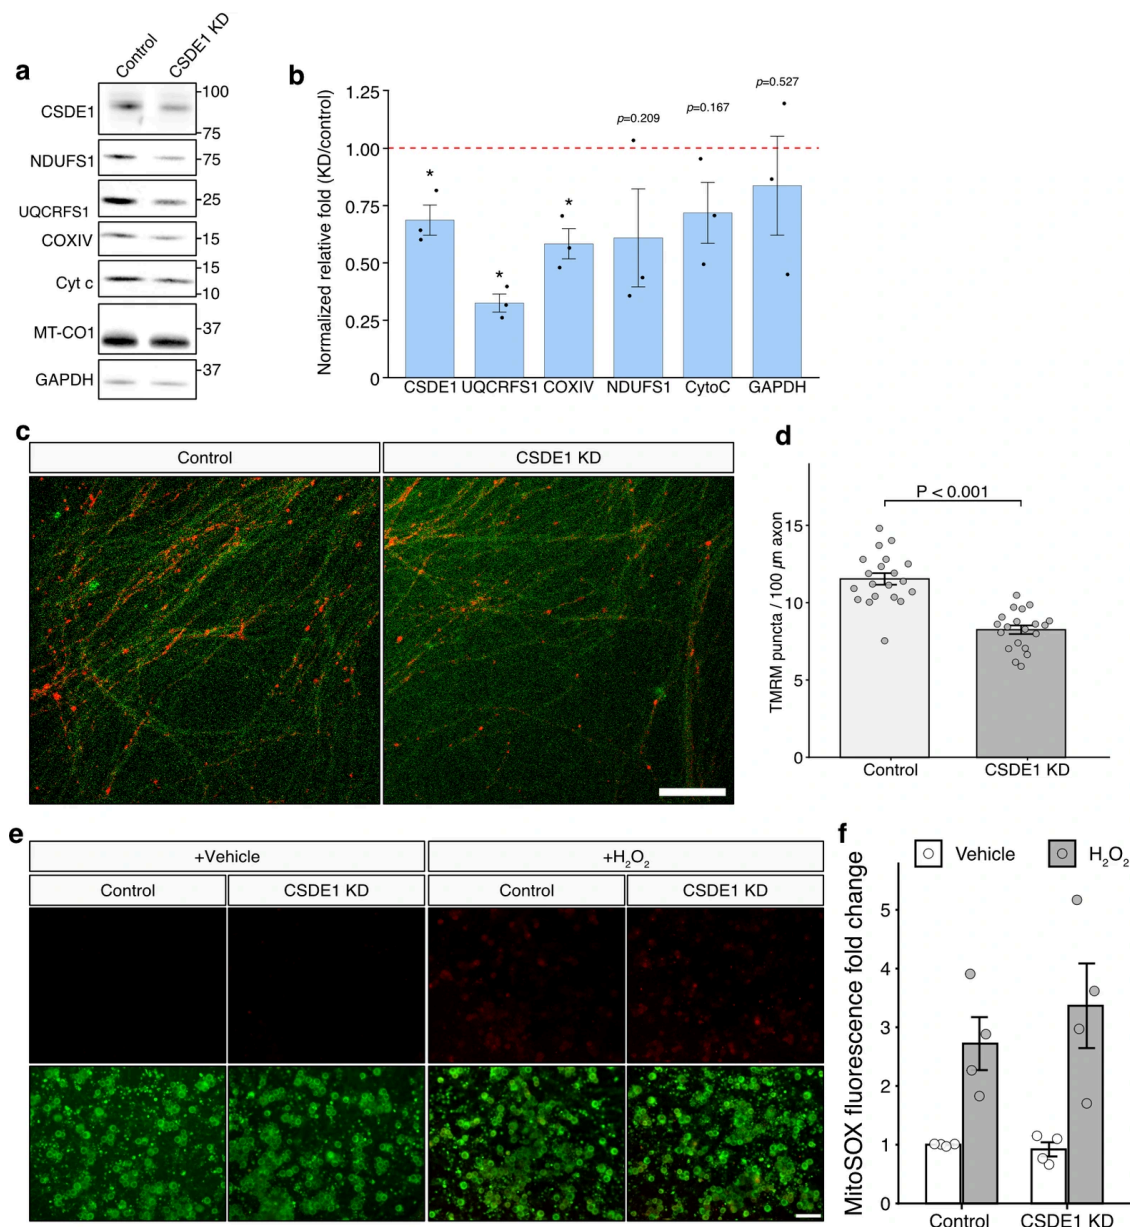 a
Control
CSDE1 KD
CSDE1
100
75
NDUFS1
75
UQCRFS1
25
COXIV
15
Cyt c
15
10
MT-CO1
37
GAPDH
37
b
Normalized relative fold (KD/control)
1.25
1.00
0.75
0.50
0.25
0
*
*
*
p=0.209
p=0.167
p=0.527
CSDE1 UQCRFS1 COXIV NDUFS1 CytoC GAPDH
c
Control CSDE1 KD
d
TMRM puncta / 100 µm axon
P < 0.001
15
10
5
0
Control CSDE1 KD
e
+Vehicle +H₂O₂
Control CSDE1 KD Control CSDE1 KD
f
Vehicle H₂O₂
MitoSOX fluorescence fold change
5
4
3
2
1
0
Control CSDE1 KD